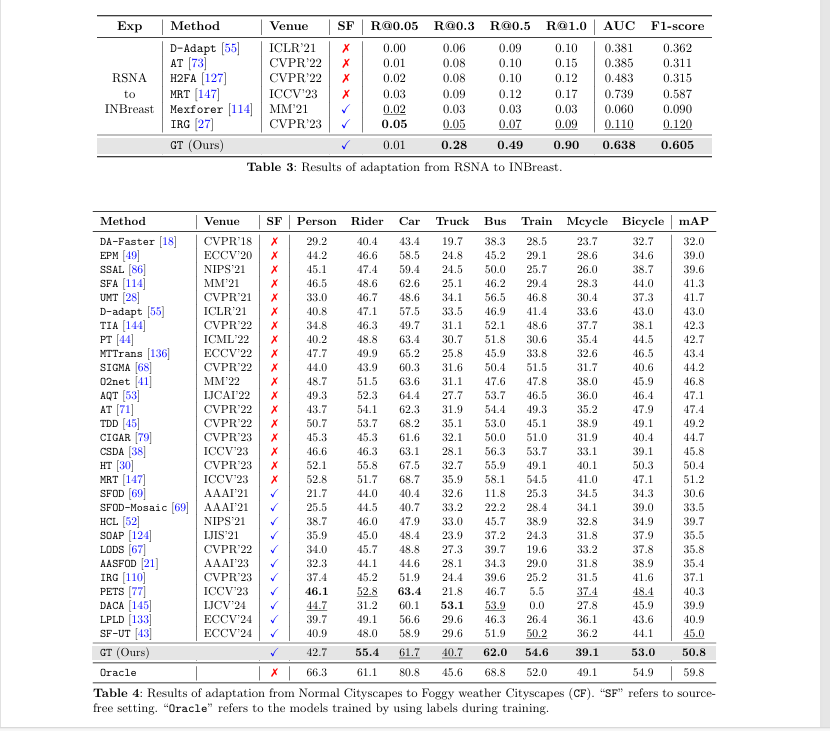 Exp Method Venue SF R@0.05 R@0.3 R@0.5 R@1.0 AUC F1-score
D-Adapt [55] ICLR'21 ✗ 0.00 0.06 0.09 0.10 0.381 0.362
AT [73] CVPR'22 ✗ 0.01 0.08 0.10 0.15 0.385 0.311
RSNA H2FA [127] CVPR'22 ✗ 0.02 0.08 0.10 0.12 0.483 0.315
to MRT [147] ICCV'23 ✗ 0.03 0.09 0.12 0.17 0.739 0.587
INBreast Mexforer [114] MM'21 ✓ 0.02 0.03 0.03 0.03 0.060 0.090
IRG [27] CVPR'23 ✓ 0.05 0.05 0.07 0.09 0.110 0.120
GT (Ours) ✓ 0.01 0.28 0.49 0.90 0.638 0.605
Table 3: Results of adaptation from RSNA to INBreast.
Method Venue SF Person Rider Car Truck Bus Train Mcycle Bicycle mAP
DA-Faster [18] CVPR'18 ✗ 29.2 40.4 43.4 19.7 38.3 28.5 23.7 32.7 32.0
EPM [49] ECCV'20 ✗ 44.2 46.6 58.5 24.8 45.2 29.1 28.6 34.6 39.0
SSAL [86] NIPS'21 ✗ 45.1 47.4 59.4 24.5 50.0 25.7 26.0 38.7 39.6
SFA [114] MM'21 ✗ 46.5 48.6 62.6 25.1 46.2 29.4 28.3 44.0 41.3
UMT [28] CVPR'21 ✗ 33.0 46.7 48.6 34.1 56.5 46.8 30.4 37.3 41.7
D-adapt [55] ICLR'21 ✗ 40.8 47.1 57.5 33.5 46.9 41.4 33.6 43.0 43.0
TIA [144] CVPR'22 ✗ 34.8 46.3 49.7 31.1 52.1 48.6 37.7 38.1 42.3
PT [44] ICML'22 ✗ 40.2 48.8 63.4 30.7 51.8 30.6 35.4 44.5 42.7
MTTrans [136] ECCV'22 ✗ 47.7 49.9 65.2 25.8 45.9 33.8 32.6 46.5 43.4
SIGMA [68] CVPR'22 ✗ 44.0 43.9 60.3 31.6 50.4 51.5 31.7 40.6 44.2
O2net [41] MM'22 ✗ 48.7 51.5 63.6 31.1 47.6 47.8 38.0 45.9 46.8
AQT [53] IJCAI'22 ✗ 49.3 52.3 64.4 27.7 53.7 46.5 36.0 46.4 47.1
AT [71] CVPR'22 ✗ 43.7 54.1 62.3 31.9 54.4 49.3 35.2 47.9 47.4
TDD [45] CVPR'22 ✗ 50.7 53.7 68.2 35.1 53.0 45.1 38.9 49.1 49.2
CIGAR [79] CVPR'23 ✗ 45.3 45.3 61.6 32.1 50.0 51.0 31.9 40.4 44.7
CSDA [38] ICCV'23 ✗ 46.6 46.3 63.1 28.1 56.3 53.7 33.1 39.1 45.8
HT [30] CVPR'23 ✗ 52.1 55.8 67.5 32.7 55.9 49.1 40.1 50.3 50.4
MRT [147] ICCV'23 ✗ 52.8 51.7 68.7 35.9 58.1 54.5 41.0 47.1 51.2
SFOD [69] AAAI'21 ✓ 21.7 44.0 40.4 32.6 11.8 25.3 34.5 34.3 30.6
SFOD-Mosaic [69] AAAI'21 ✓ 25.5 44.5 40.7 33.2 22.2 28.4 34.1 39.0 33.5
HCL [52] NIPS'21 ✓ 38.7 46.0 47.9 33.0 45.7 38.9 32.8 34.9 39.7
SOAP [124] IJIS'21 ✓ 35.9 45.0 48.4 23.9 37.2 24.3 31.8 37.9 35.5
LODS [67] CVPR'22 ✓ 34.0 45.7 48.8 27.3 39.7 19.6 33.2 37.8 35.8
AASFOD [21] AAAI'23 ✓ 32.3 44.1 44.6 28.1 34.3 29.0 31.8 38.9 35.4
IRG [110] CVPR'23 ✓ 37.4 45.2 51.9 24.4 39.6 25.2 31.5 41.6 37.1
PETS [77] ICCV'23 ✓ 46.1 52.8 63.4 21.8 46.7 5.5 37.4 48.4 40.3
DACA [145] IJCV'24 ✓ 44.7 31.2 60.1 53.1 53.9 0.0 27.8 45.9 39.9
LPLD [133] ECCV'24 ✓ 39.7 49.1 56.6 29.6 46.3 26.4 36.1 43.6 40.9
SF-UT [43] ECCV'24 ✓ 40.9 48.0 58.9 29.6 51.9 50.2 36.2 44.1 45.0
GT (Ours) ✓ 42.7 55.4 61.7 40.7 62.0 54.6 39.1 53.0 50.8
Oracle ✗ 66.3 61.1 80.8 45.6 68.8 52.0 49.1 54.9 59.8
Table 4: Results of adaptation from Normal Cityscapes to Foggy weather Cityscapes (CF). “SF” refers to source-
free setting. “Oracle” refers to the models trained by using labels during training.